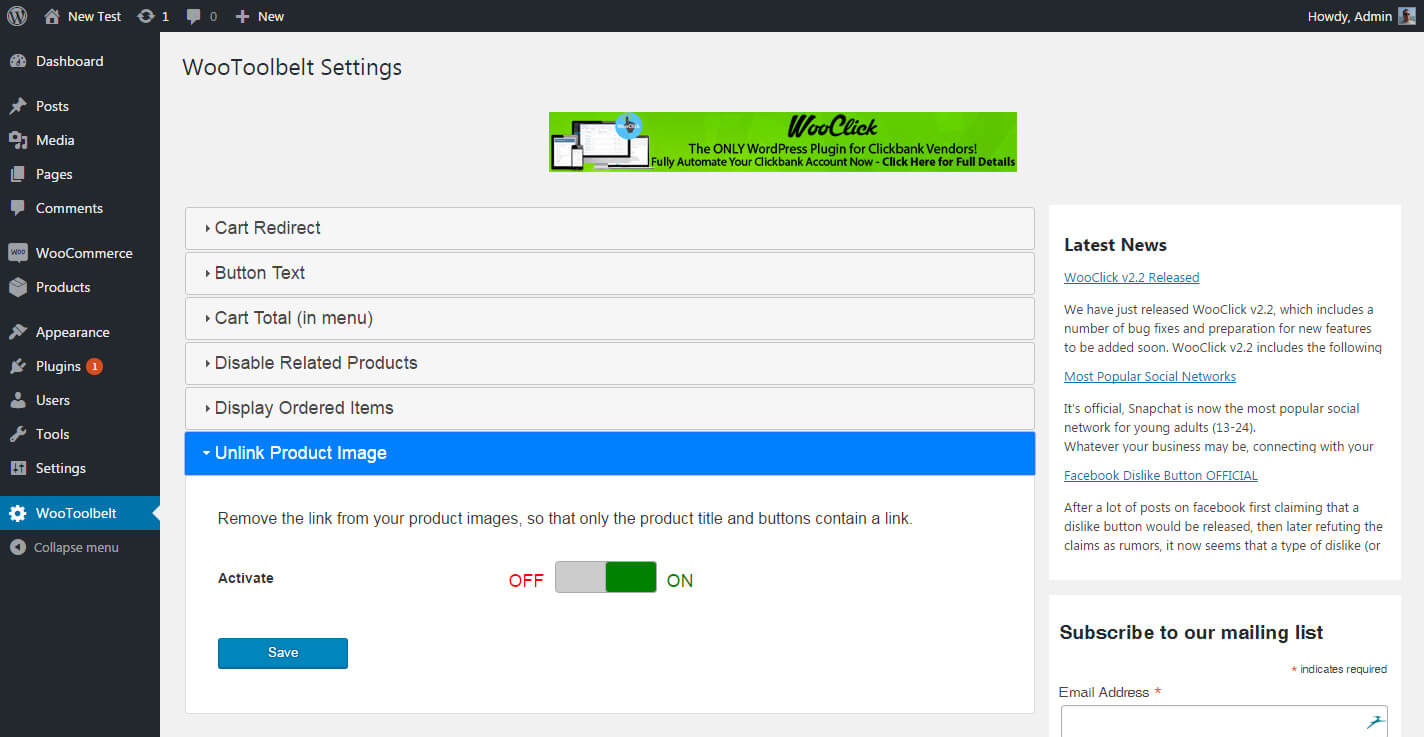 New Test 1 0 New Howdy, Admin
Dashboard
Posts
Media
Pages
Comments
WooCommerce
Products
Appearance
Plugins 1
Users
Tools
Settings
WooToolbelt
Collapse menu
WooToolbelt Settings
WooClick
The ONLY WordPress Plugin for Clickbank Vendors!
Fully Automate Your Clickbank Account Now - Click Here for Full Details
Cart Redirect
Button Text
Cart Total (in menu)
Disable Related Products
Display Ordered Items
Unlink Product Image
Remove the link from your product images, so that only the product title and buttons contain a link.
Activate OFF ON
Save
Latest News
WooClick v2.2 Released
We have just released WooClick v2.2, which includes a
number of bug fixes and preparation for new features
to be added soon. WooClick v2.2 includes the following
Most Popular Social Networks
It's official, Snapchat is now the most popular social
network for young adults (13-24).
Whatever your business may be, connecting with your
Facebook Dislike Button OFFICIAL
After a lot of posts on facebook first claiming that a
dislike button would be released, then later refuting the
claims as rumors, it now seems that a type of dislike (or
Subscribe to our mailing list
* indicates required
Email Address *